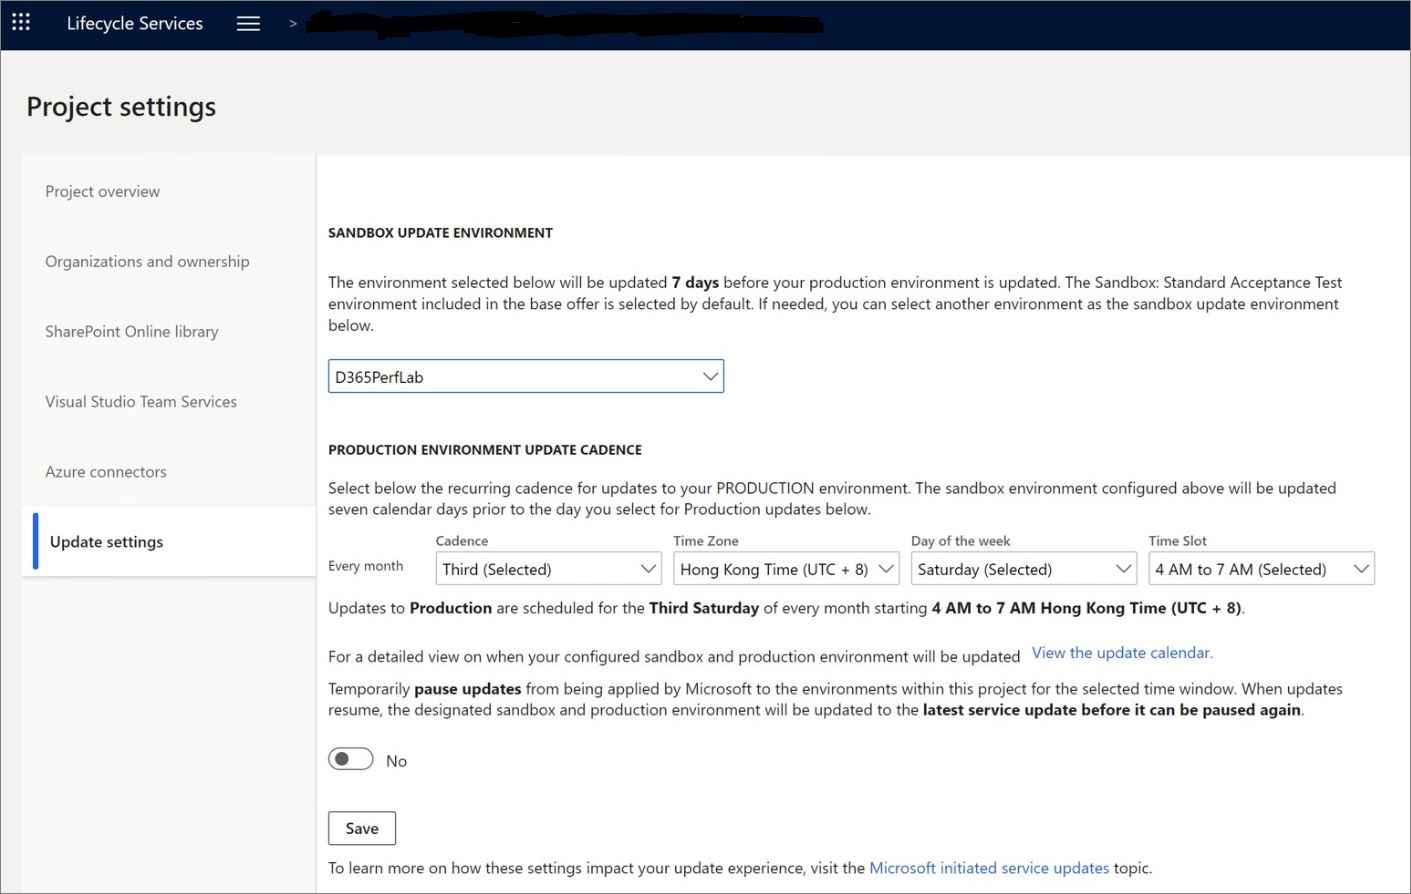 Lifecycle Services >
Project settings
Project overview
Organizations and ownership
SharePoint Online library
Visual Studio Team Services
Azure connectors
Update settings
SANDBOX UPDATE ENVIRONMENT
The environment selected below will be updated 7 days before your production environment is updated. The Sandbox: Standard Acceptance Test
environment included in the base offer is selected by default. If needed, you can select another environment as the sandbox update environment
below.
D365PerfLab
PRODUCTION ENVIRONMENT UPDATE CADENCE
Select below the recurring cadence for updates to your PRODUCTION environment. The sandbox environment configured above will be updated
seven calendar days prior to the day you select for Production updates below.
Cadence Time Zone Day of the week Time Slot
Every month Third (Selected) Hong Kong Time (UTC + 8) Saturday (Selected) 4 AM to 7 AM (Selected)
Updates to Production are scheduled for the Third Saturday of every month starting 4 AM to 7 AM Hong Kong Time (UTC + 8).
For a detailed view on when your configured sandbox and production environment will be updated View the update calendar.
Temporarily pause updates from being applied by Microsoft to the environments within this project for the selected time window. When updates
resume, the designated sandbox and production environment will be updated to the latest service update before it can be paused again.
No
Save
To learn more on how these settings impact your update experience, visit the Microsoft initiated service updates topic.